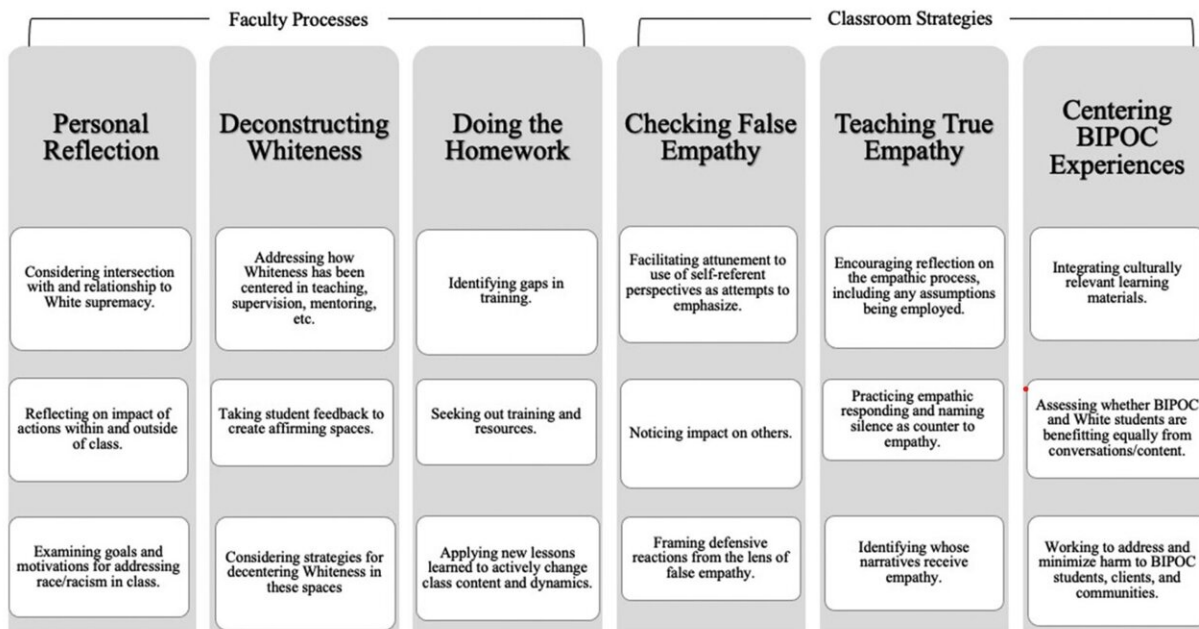 Faculty Processes
Classroom Strategies
Personal
Reflection
Considering intersection
with and relationship to
White supremacy.
Reflecting on impact of
actions within and outside
of class.
Examining goals and
motivations for addressing
race/racism in class.
Deconstructing
Whiteness
Addressing how
Whiteness has been
centered in teaching,
supervision, mentoring,
etc.
Taking student feedback to
create affirming spaces.
Considering strategies for
decentering Whiteness in
these spaces
Doing the
Homework
Identifying gaps in
training.
Seeking out training and
resources.
Applying new lessons
learned to actively change
class content and dynamics.
Checking False
Empathy
Facilitating attunement to
use of self-referent
perspectives as attempts to
emphasize.
Noticing impact on others.
Framing defensive
reactions from the lens of
false empathy.
Teaching True
Empathy
Encouraging reflection on
the empathic process,
including any assumptions
being employed.
Practicing empathic
responding and naming
silence as counter to
empathy.
Identifying whose
narratives receive
empathy.
Centering
BIPOC
Experiences
Integrating culturally
relevant learning
materials.
Assessing whether BIPOC
and White students are
benefitting equally from
conversations/content.
Working to address and
minimize harm to BIPOC
students, clients, and
communities.